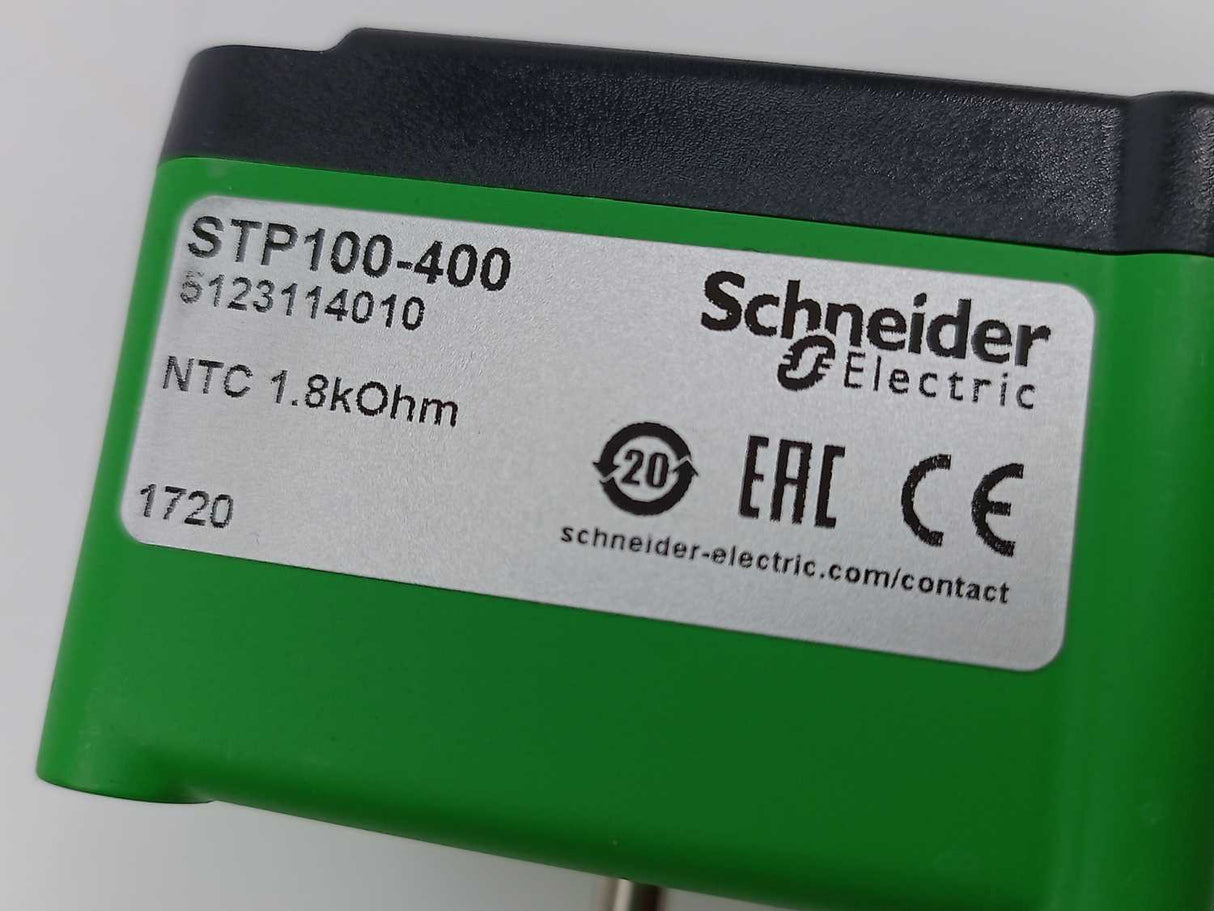 STP100-400
5123114010
NTC 1.8kOhm
1720
Schneider
Electric
20
EAC
CE
schneider-electric.com/contact